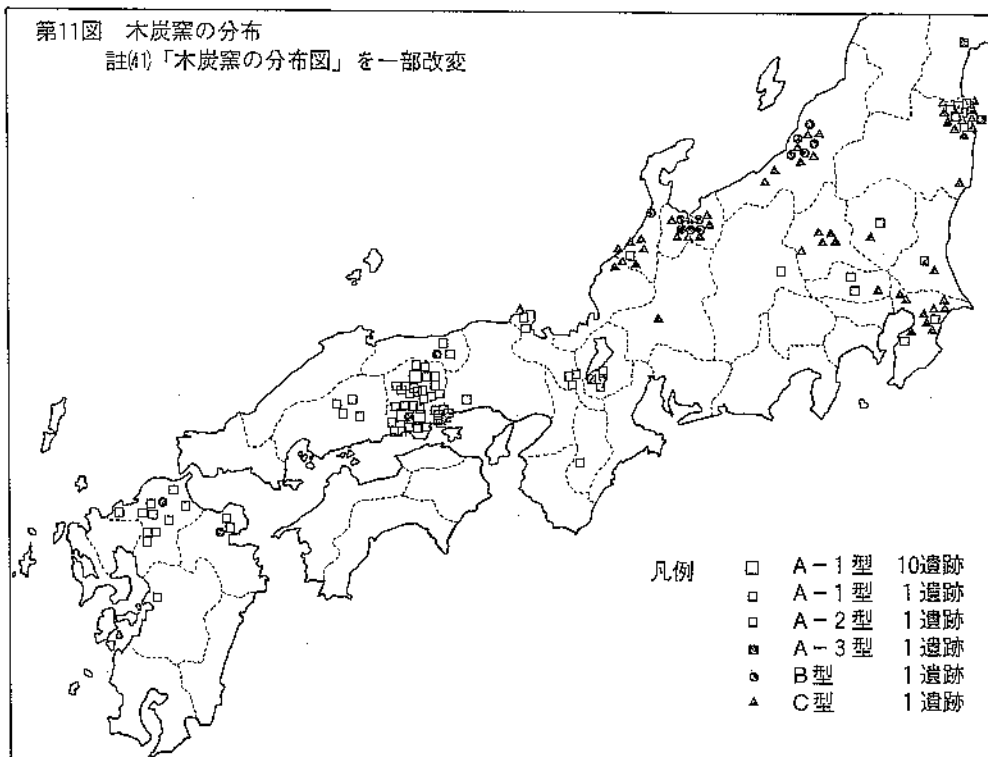 第11図 木炭窯の分布
註(41)「木炭窯の分布図」を一部改変
凡例
A-1型 10遺跡
A-1型 1遺跡
A-2型 1遺跡
A-3型 1遺跡
B型 1遺跡
C型 1遺跡